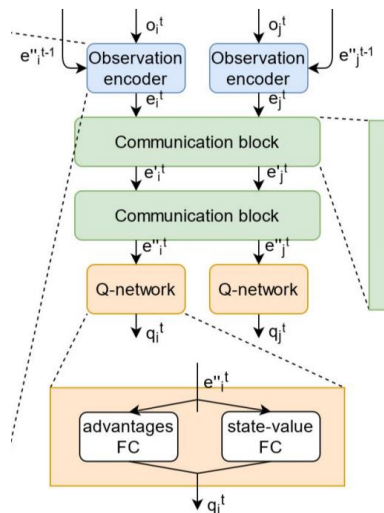 o_i^t o_j^t
e''_i^{t-1} e''_j^{t-1}
Observation encoder
Observation encoder
e_i^t e_j^t
Communication block
e'_i^t e'_j^t
Communication block
e''_i^t e''_j^t
Q-network Q-network
q_i^t q_j^t
e''_i^t
advantages FC
state-value FC
q_i^t